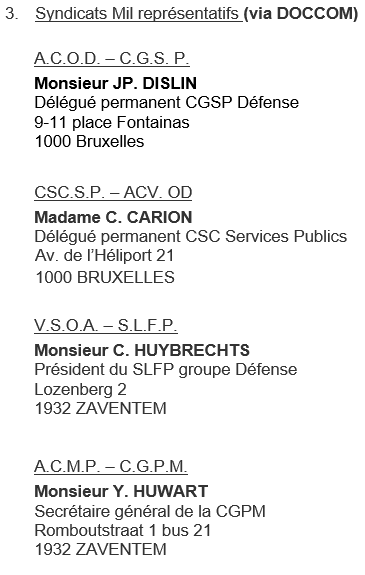 3. Syndicats Mil représentatifs (via DOCCOM)
A.C.O.D. – C.G.S. P.
Monsieur JP. DISLIN
Délégué permanent CGSP Défense
9-11 place Fontainas
1000 Bruxelles
CSC.S.P. – ACV. OD
Madame C. CARION
Délégué permanent CSC Services Publics
Av. de l’Héliport 21
1000 BRUXELLES
V.S.O.A. – S.L.F.P.
Monsieur C. HUYBRECHTS
Président du SLFP groupe Défense
Lozenberg 2
1932 ZAVENTEM
A.C.M.P. – C.G.P.M.
Monsieur Y. HUWART
Secrétaire général de la CGPM
Romboutstraat 1 bus 21
1932 ZAVENTEM